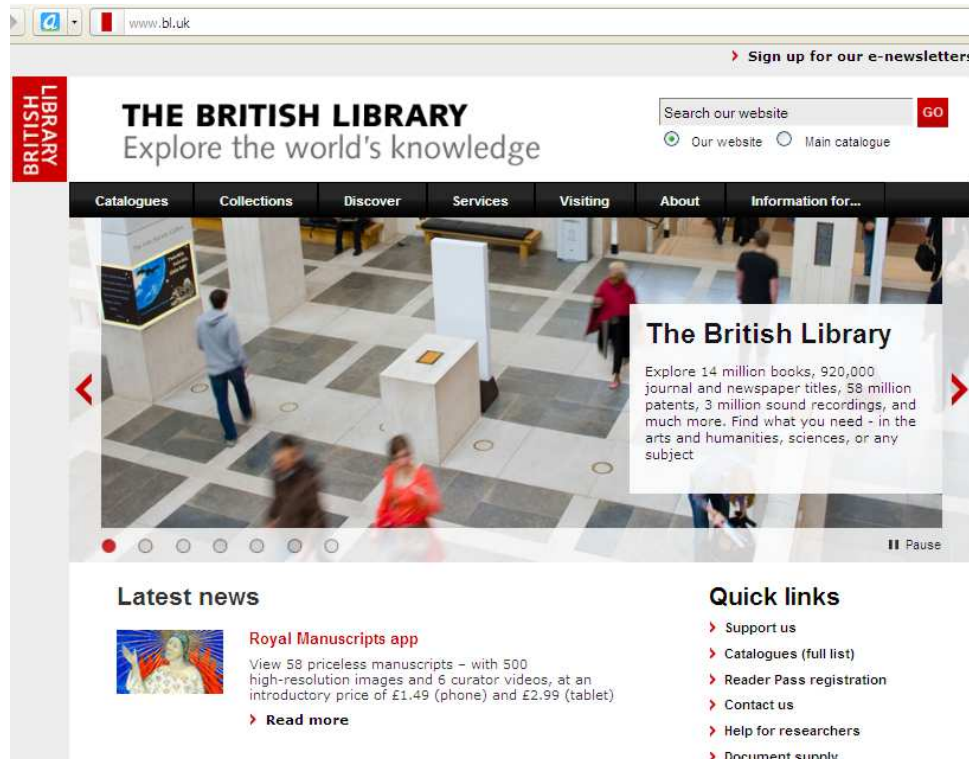 www.bl.uk
Sign up for our e-newsletters
BRITISH
LIBRARY
THE BRITISH LIBRARY
Explore the world's knowledge
Search our website
GO
Our website
Main catalogue
Catalogues
Collections
Discover
Services
Visiting
About
Information for...
The British Library
Explore 14 million books, 920,000
journal and newspaper titles, 58 million
patents, 3 million sound recordings, and
much more. Find what you need - in the
arts and humanities, sciences, or any
subject
Pause
Latest news
Royal Manuscripts app
View 58 priceless manuscripts – with 500
high-resolution images and 6 curator videos, at an
introductory price of £1.49 (phone) and £2.99 (tablet)
Read more
Quick links
Support us
Catalogues (full list)
Reader Pass registration
Contact us
Help for researchers
Document supply